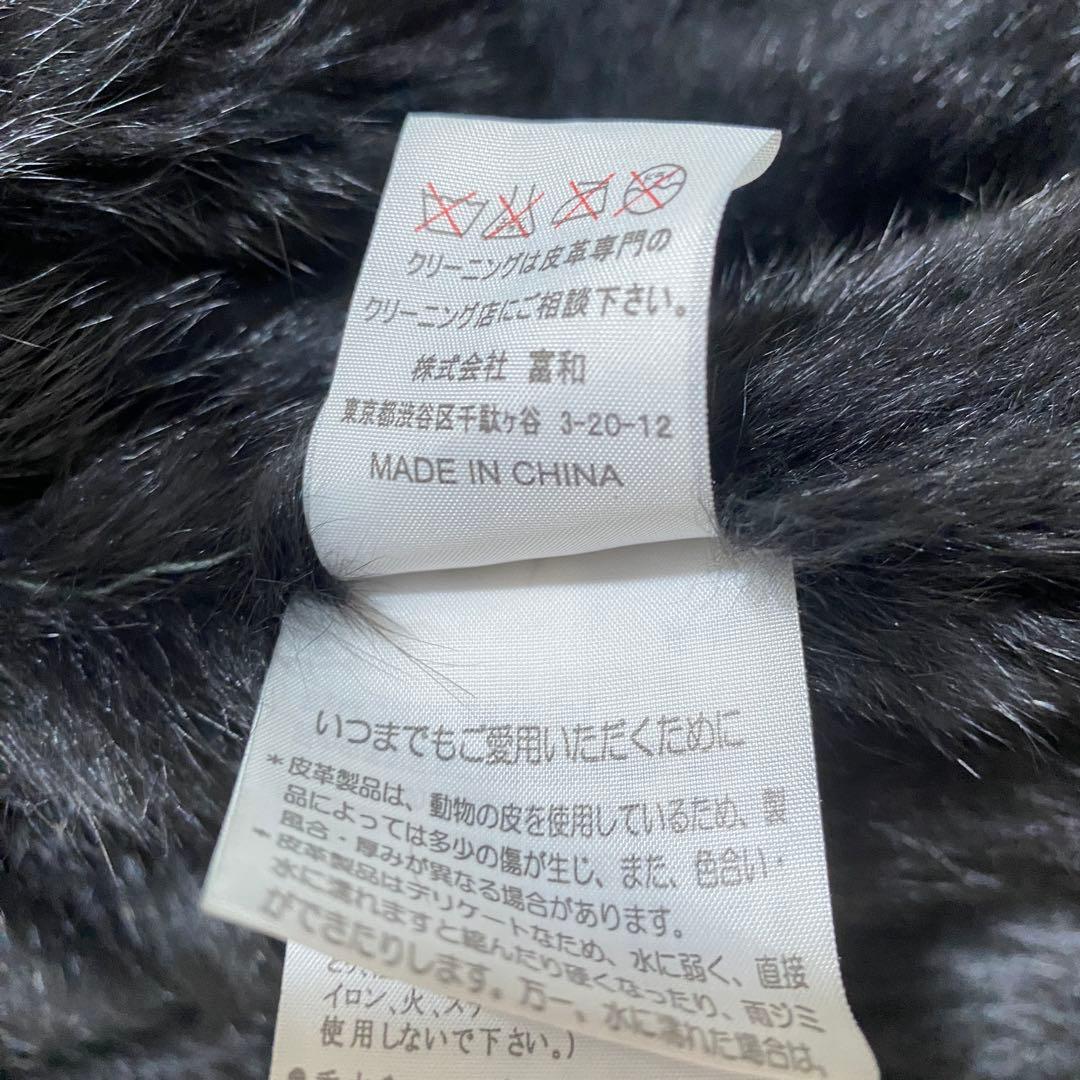 クリーニングは皮革専門の
クリーニング店にご相談下さい。
株式会社 富和
東京都渋谷区千駄ヶ谷 3-20-12
MADE IN CHINA
いつまでもご愛用いただくために
*皮革製品は、動物の皮を使用しているため、製
品によっては多少の傷が生じ、また、色合い・
風合・厚みが異なる場合があります。
*皮革製品はデリケートなため、水に弱く、直接
水に濡れますと縮んだり硬くなったり、雨ジミ
ができたりします。万一、水に濡れた場合は、
イロン、火、ス
使用しないで下さい。)